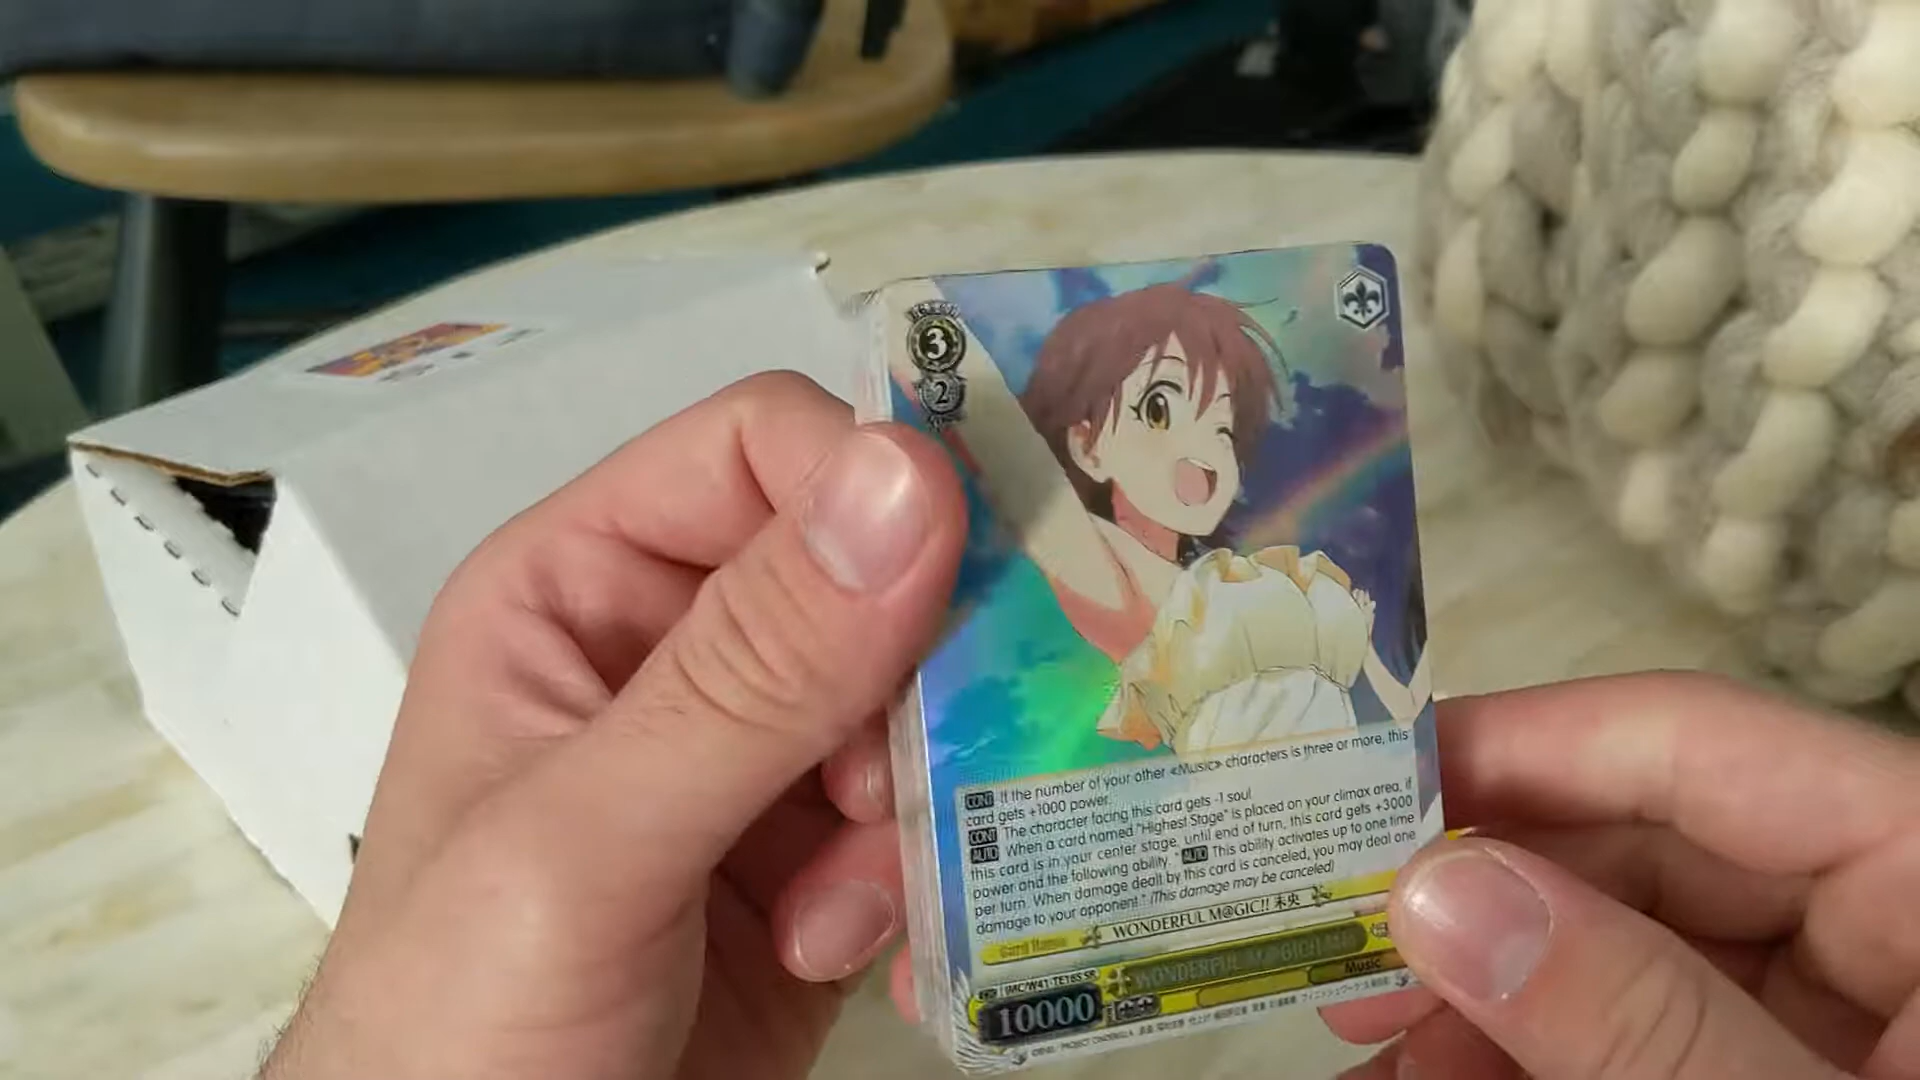 3
2
CONT If the number of your other «Music» characters is three or more, this
card gets +1000 power.
CONT The character facing this card gets -1 soul
AUTO When a card named "Highest Stage" is placed on your climax area, if
this card is in your center stage, until end of turn, this card gets +3000
power and the following ability. "AUTO This ability activates up to one time
per turn. When damage dealt by this card is canceled, you may deal one
damage to your opponent." (This damage may be canceled)
WONDERFUL M@GIC!! 未央
WONDERFUL M@GIC!!
IMC/W41-TE16S SR
Music
10000